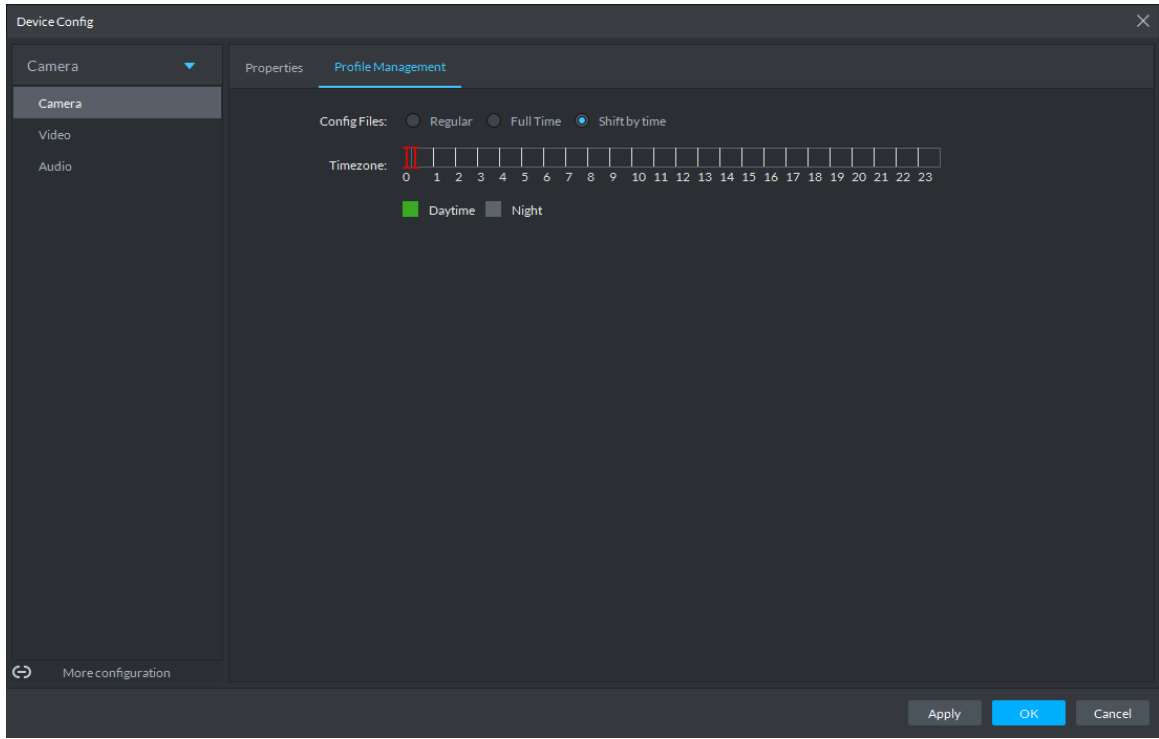 Device Config
Camera
Properties Profile Management
Camera
Video
Audio
Config Files: Regular Full Time Shift by time
Timezone:
0 1 2 3 4 5 6 7 8 9 10 11 12 13 14 15 16 17 18 19 20 21 22 23
Daytime Night
More configuration
Apply OK Cancel